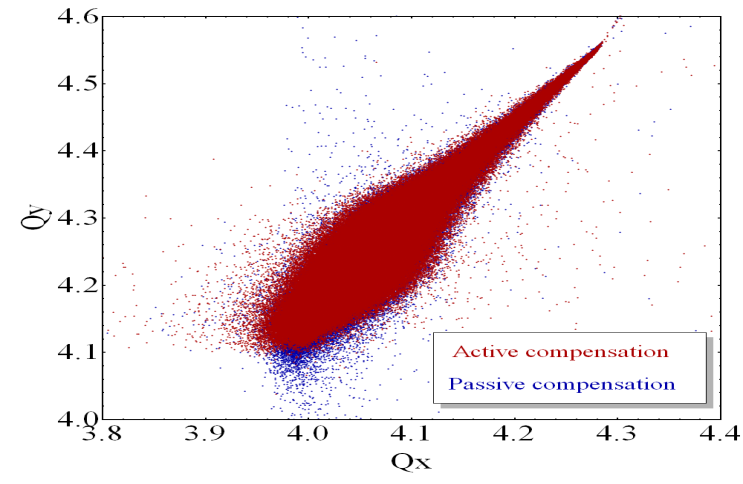 4.6
4.5
4.4
4.3
4.2
4.1
4.0
Qy
Active compensation
Passive compensation
3.8 3.9 4.0 4.1 4.2 4.3 4.4
Qx